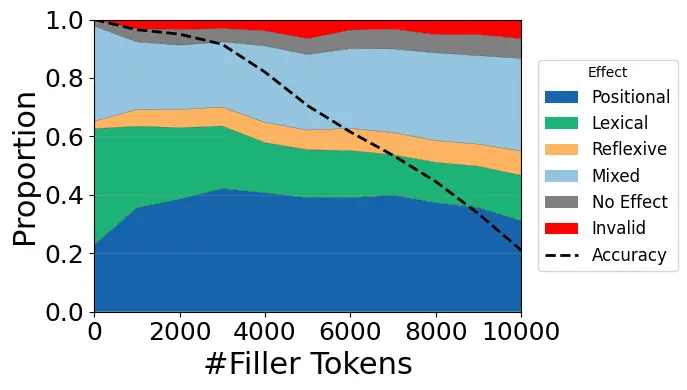 1.0
0.8
0.6
0.4
0.2
0.0
Proportion
0 2000 4000 6000 8000 10000
#Filler Tokens
Effect
Positional
Lexical
Reflexive
Mixed
No Effect
Invalid
Accuracy